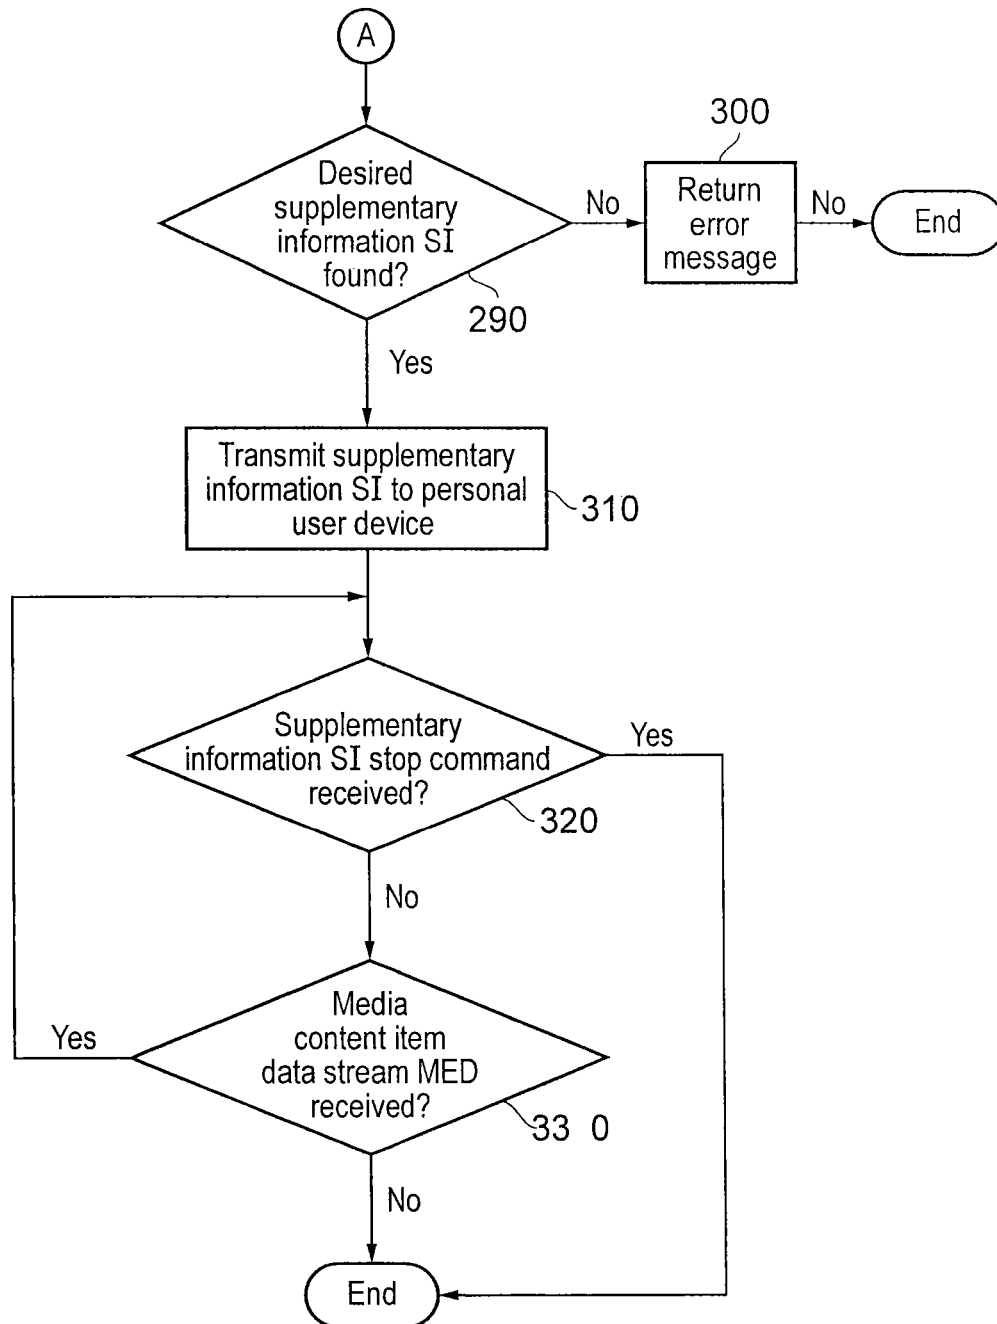 A
Desired
supplementary
information SI
found?
290
No
300
Return
error
message
No
End
Yes
Transmit supplementary
information SI to personal
user device
310
Supplementary
information SI stop command
received?
320
Yes
No
Media
content item
data stream MED
received?
33 0
Yes
No
End